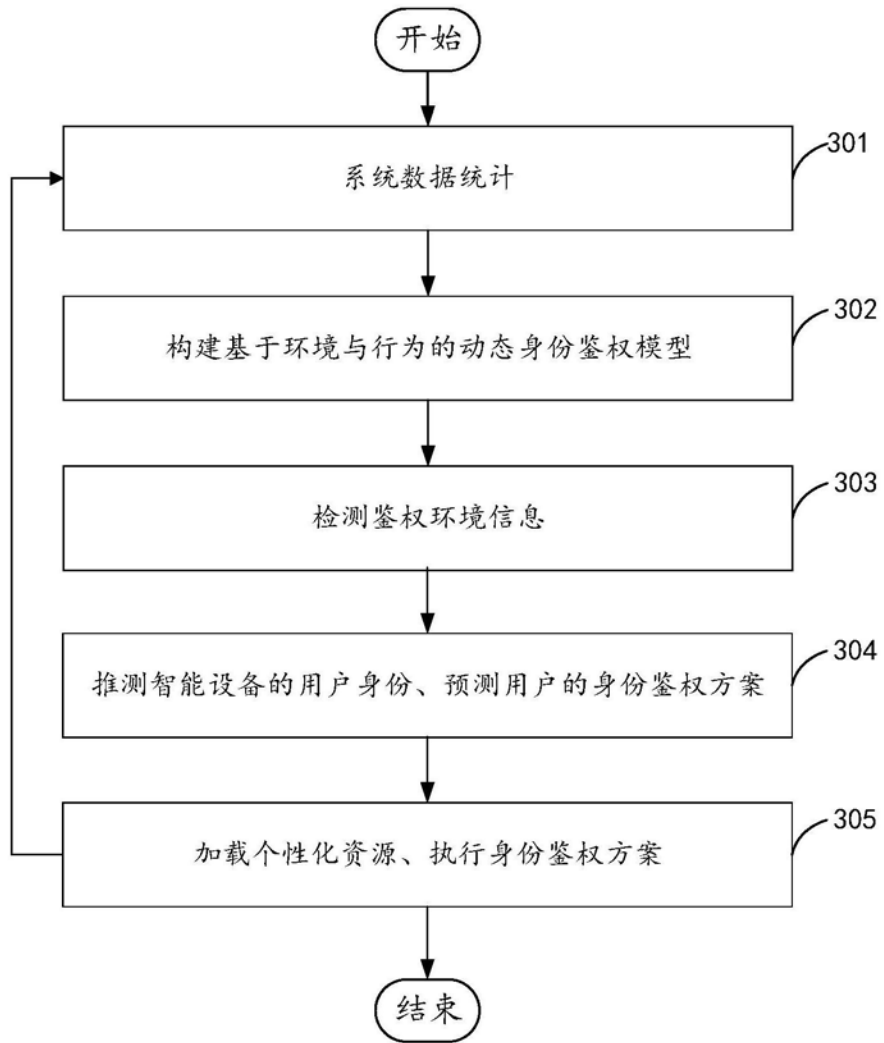 开始
系统数据统计
301
构建基于环境与行为的动态身份鉴权模型
302
检测鉴权环境信息
303
推测智能设备的用户身份、预测用户的身份鉴权方案
304
加载个性化资源、执行身份鉴权方案
305
结束